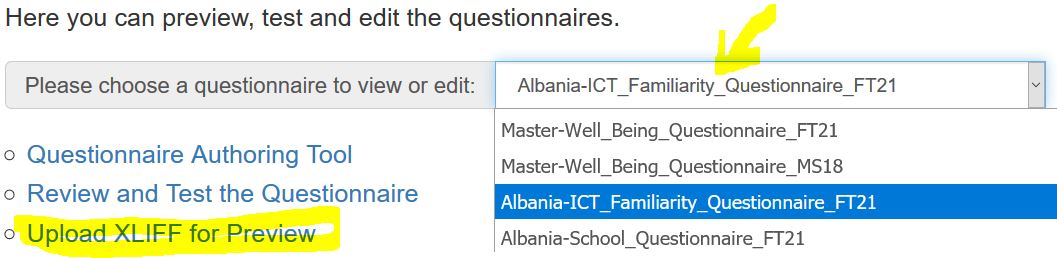 Here you can preview, test and edit the questionnaires.
Please choose a questionnaire to view or edit: Albania-ICT_Familiarity_Questionnaire_FT21
Master-Well_Being_Questionnaire_FT21
Master-Well_Being_Questionnaire_MS18
Albania-ICT_Familiarity_Questionnaire_FT21
Albania-School_Questionnaire_FT21
Questionnaire Authoring Tool
Review and Test the Questionnaire
Upload XLIFF for Preview